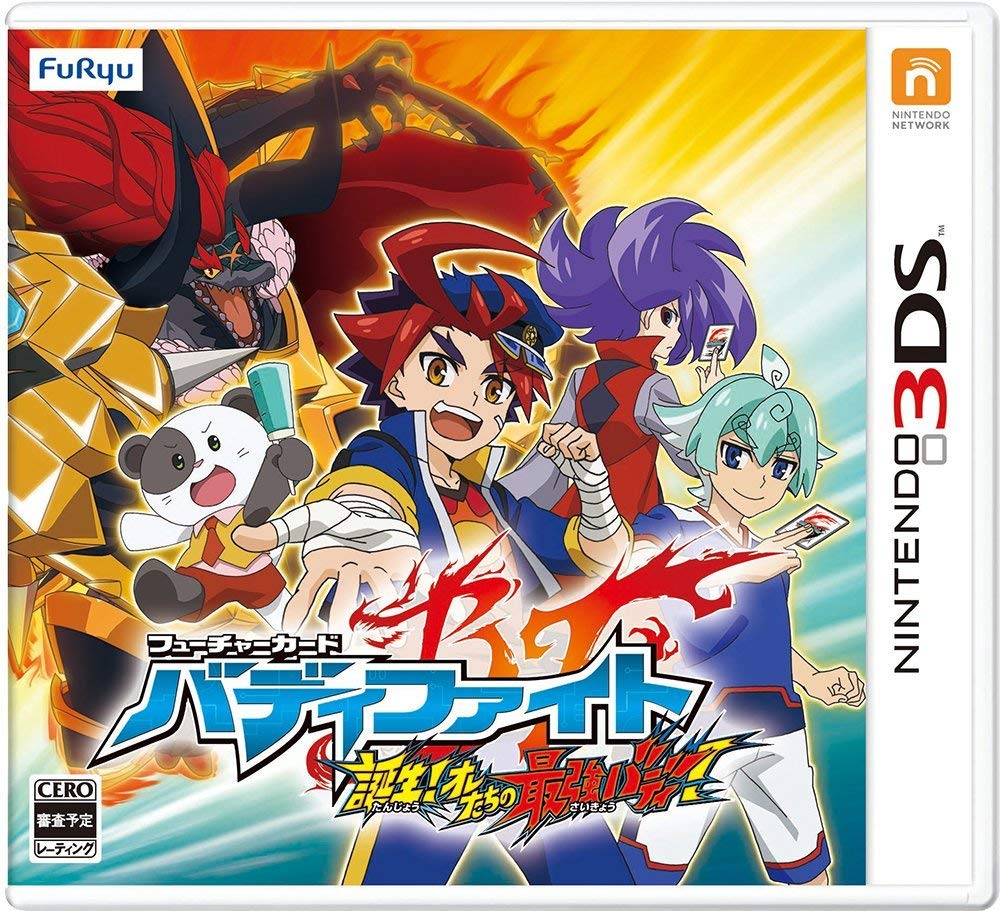 FuRyu
NINTENDO
NETWORK
NINTENDO3DS™
フューチャーカード
バディファイト
誕生!オレたちの最強バディ!
たんじょう
さいきょう
CERO
審査予定
レーティング